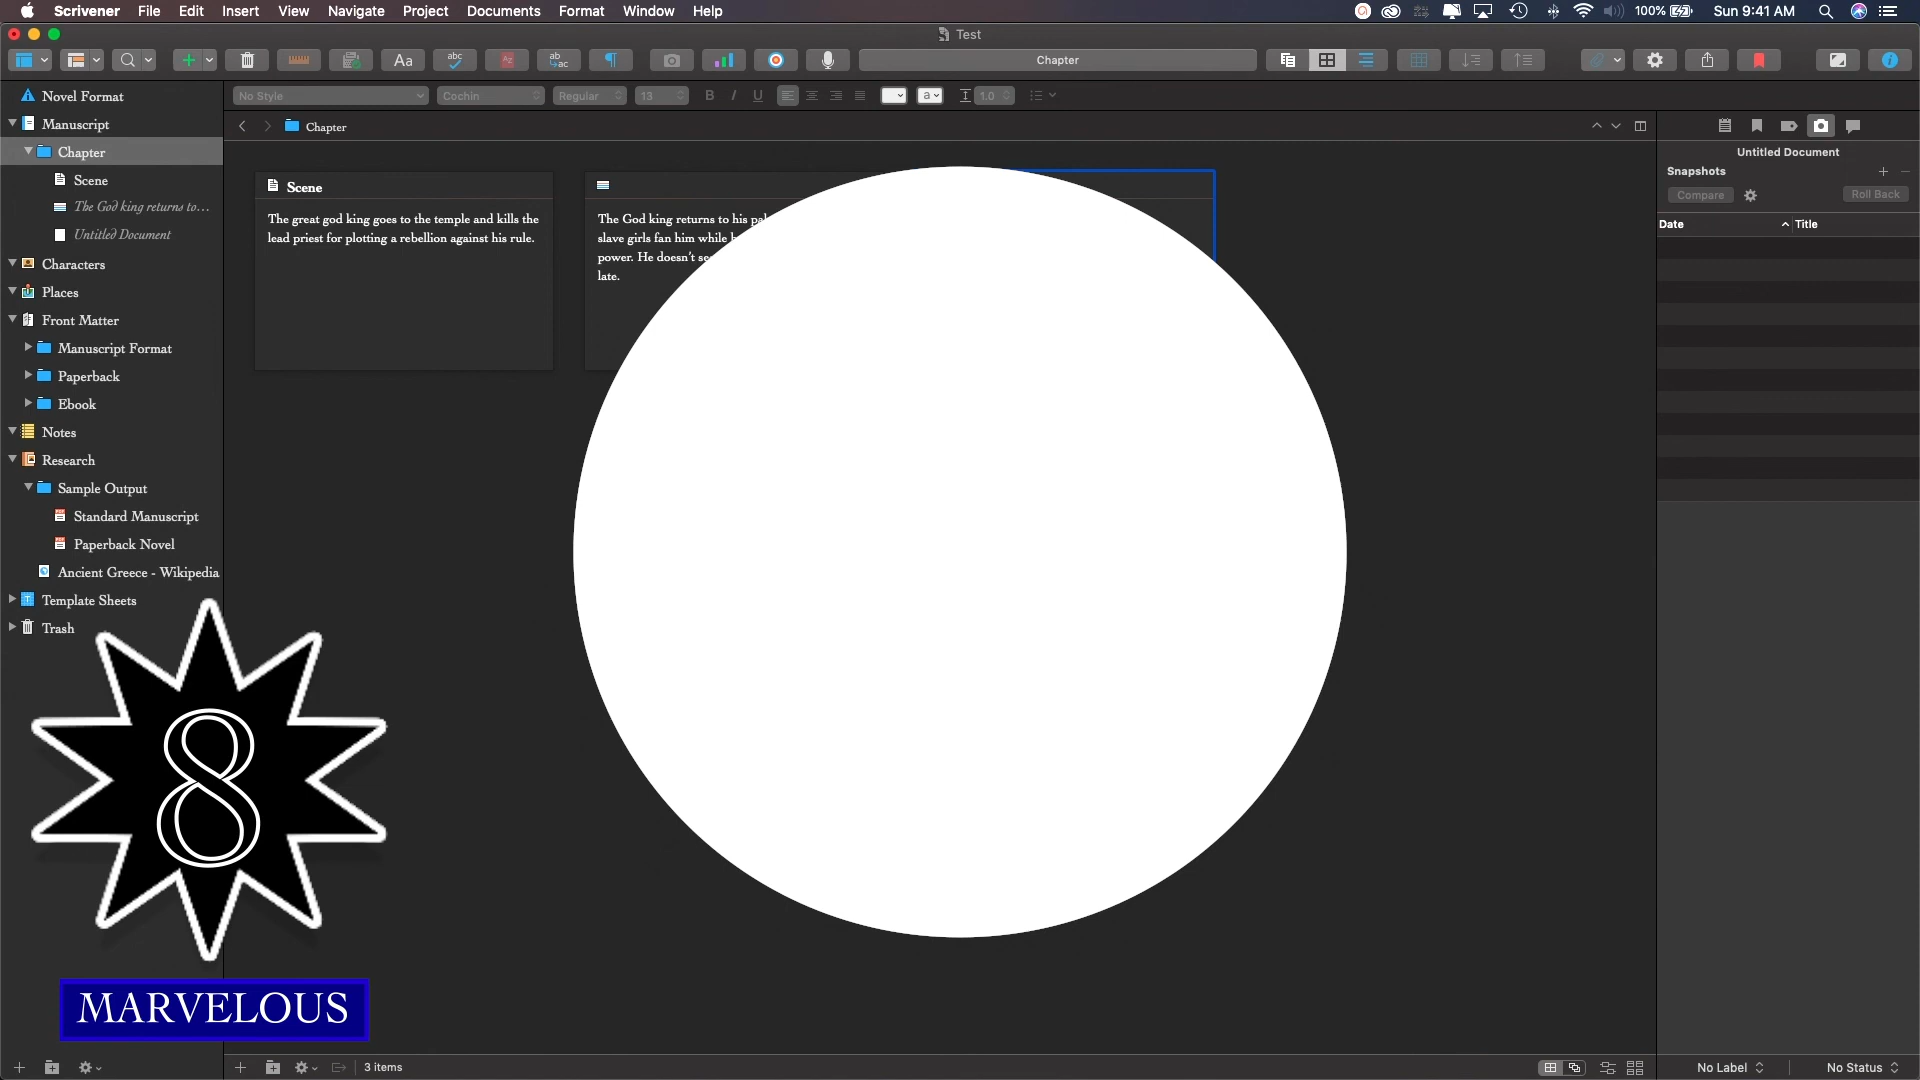 Scrivener File Edit Insert View Navigate Project Documents Format Window Help
100% Sun 9:41 AM
Test
Aa abc AZ ab→ac Chapter
No Style Cochin Regular 13 B I U a 1.0
Chapter
Novel Format
Manuscript
Chapter
Scene
The God king returns to...
Untitled Document
Characters
Places
Front Matter
Manuscript Format
Paperback
Ebook
Notes
Research
Sample Output
Standard Manuscript
Paperback Novel
Ancient Greece - Wikipedia
Template Sheets
Trash
Scene
The great god king goes to the temple and kills the
lead priest for plotting a rebellion against his rule.
The God king returns to his
slave girls fan him while
power. He doesn't
late.
Untitled Document
Snapshots
Compare Roll Back
Date Title
8
MARVELOUS
3 items
No Label No Status